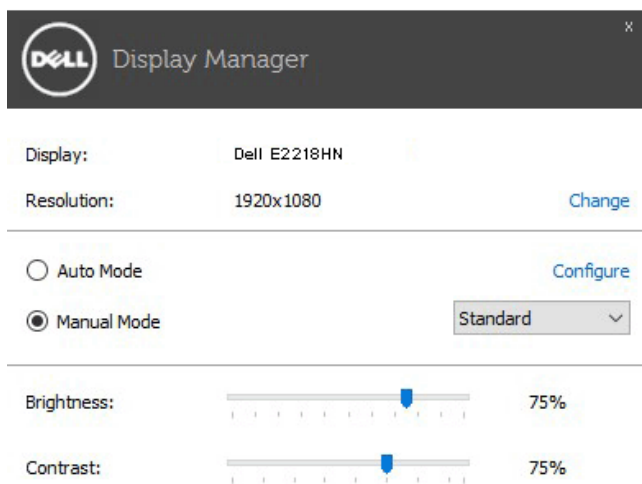 x
DELL Display Manager
Display: Dell E2218HN
Resolution: 1920x1080 Change
Auto Mode Configure
Manual Mode Standard
Brightness: 75%
Contrast: 75%